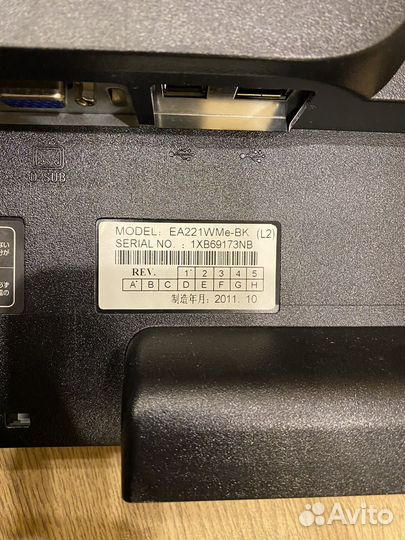 D-SUB
MODEL: EA221WMe-BK (L2)
SERIAL NO. : 1XB69173NB
REV. 1 2 3 4 5
A B C D E F G H
制造年月: 2011. 10
Avito